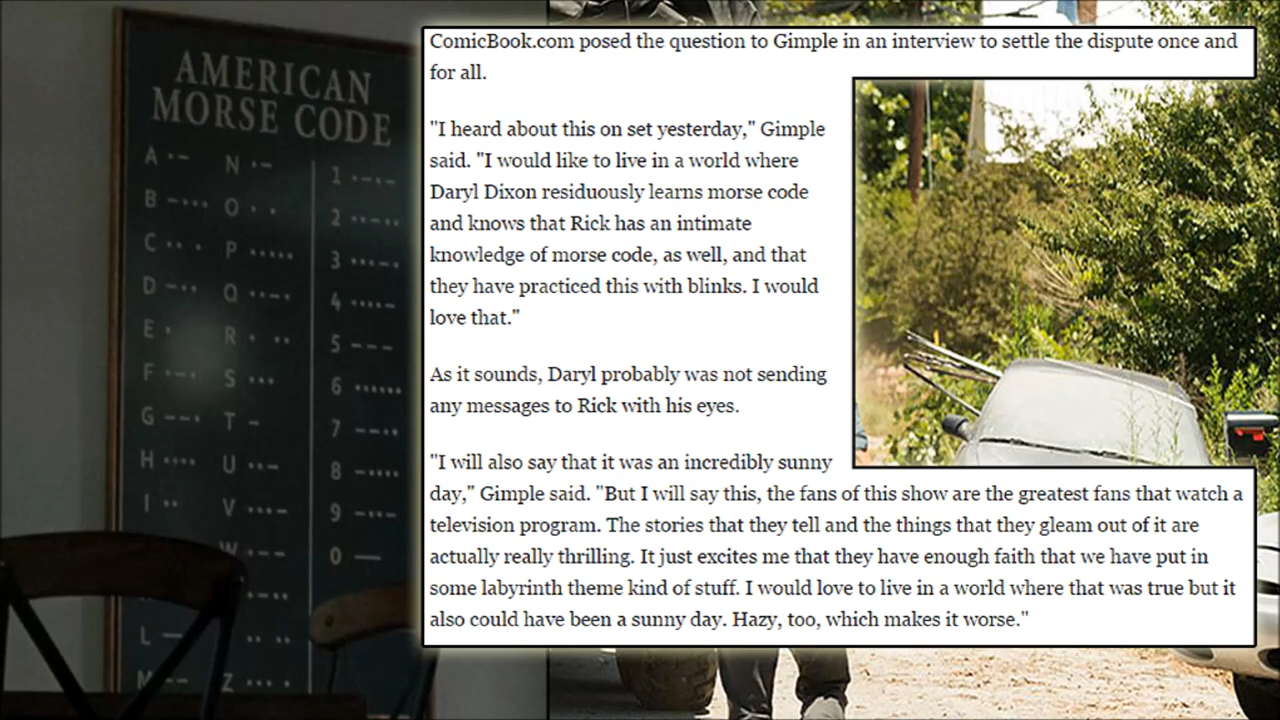 AMERICAN
MORSE CODE
A •— N —• 1 •——•
B —••• O • • 2 ••—••
C •• • P ••••• 3 •••—•
D —•• Q ••—• 4 ••••—
E • R • •• 5 ———
F •—• S ••• 6 ••••••
G ——• T — 7 ——••
H •••• U ••— 8 —••••
I •• V •••— 9 —••—
W •—— 0 —
L —
M —— Z ••• •
ComicBook.com posed the question to Gimple in an interview to settle the dispute once and
for all.
"I heard about this on set yesterday," Gimple
said. "I would like to live in a world where
Daryl Dixon residuously learns morse code
and knows that Rick has an intimate
knowledge of morse code, as well, and that
they have practiced this with blinks. I would
love that."
As it sounds, Daryl probably was not sending
any messages to Rick with his eyes.
"I will also say that it was an incredibly sunny
day," Gimple said. "But I will say this, the fans of this show are the greatest fans that watch a
television program. The stories that they tell and the things that they gleam out of it are
actually really thrilling. It just excites me that they have enough faith that we have put in
some labyrinth theme kind of stuff. I would love to live in a world where that was true but it
also could have been a sunny day. Hazy, too, which makes it worse."